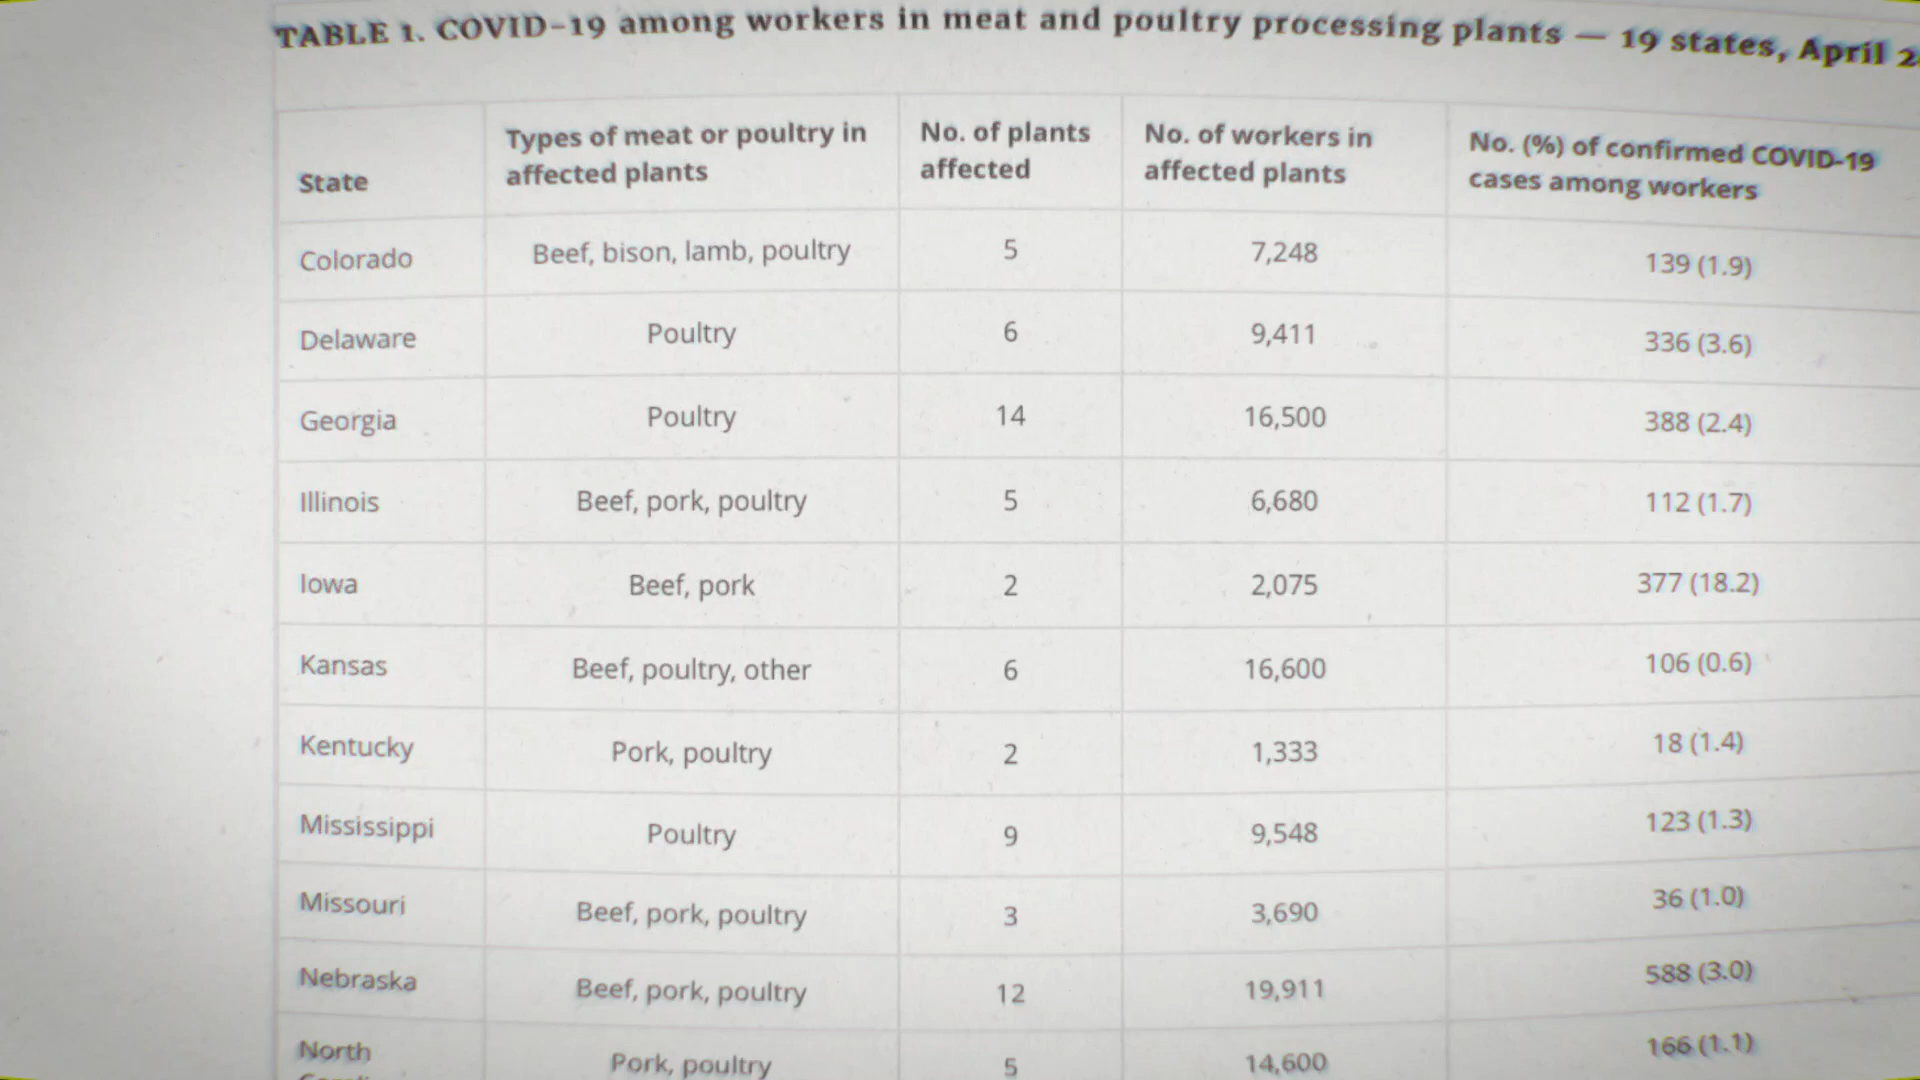 TABLE 1. COVID-19 among workers in meat and poultry processing plants — 19 states, April
State
Types of meat or poultry in
affected plants
No. of plants
affected
No. of workers in
affected plants
No. (%) of confirmed COVID-19
cases among workers
Colorado Beef, bison, lamb, poultry 5 7,248 139 (1.9)
Delaware Poultry 6 9,411 336 (3.6)
Georgia Poultry 14 16,500 388 (2.4)
Illinois Beef, pork, poultry 5 6,680 112 (1.7)
Iowa Beef, pork 2 2,075 377 (18.2)
Kansas Beef, poultry, other 6 16,600 106 (0.6)
Kentucky Pork, poultry 2 1,333 18 (1.4)
Mississippi Poultry 9 9,548 123 (1.3)
Missouri Beef, pork, poultry 3 3,690 36 (1.0)
Nebraska Beef, pork, poultry 12 19,911 588 (3.0)
North Pork, poultry 5 14,600 166 (1.1)